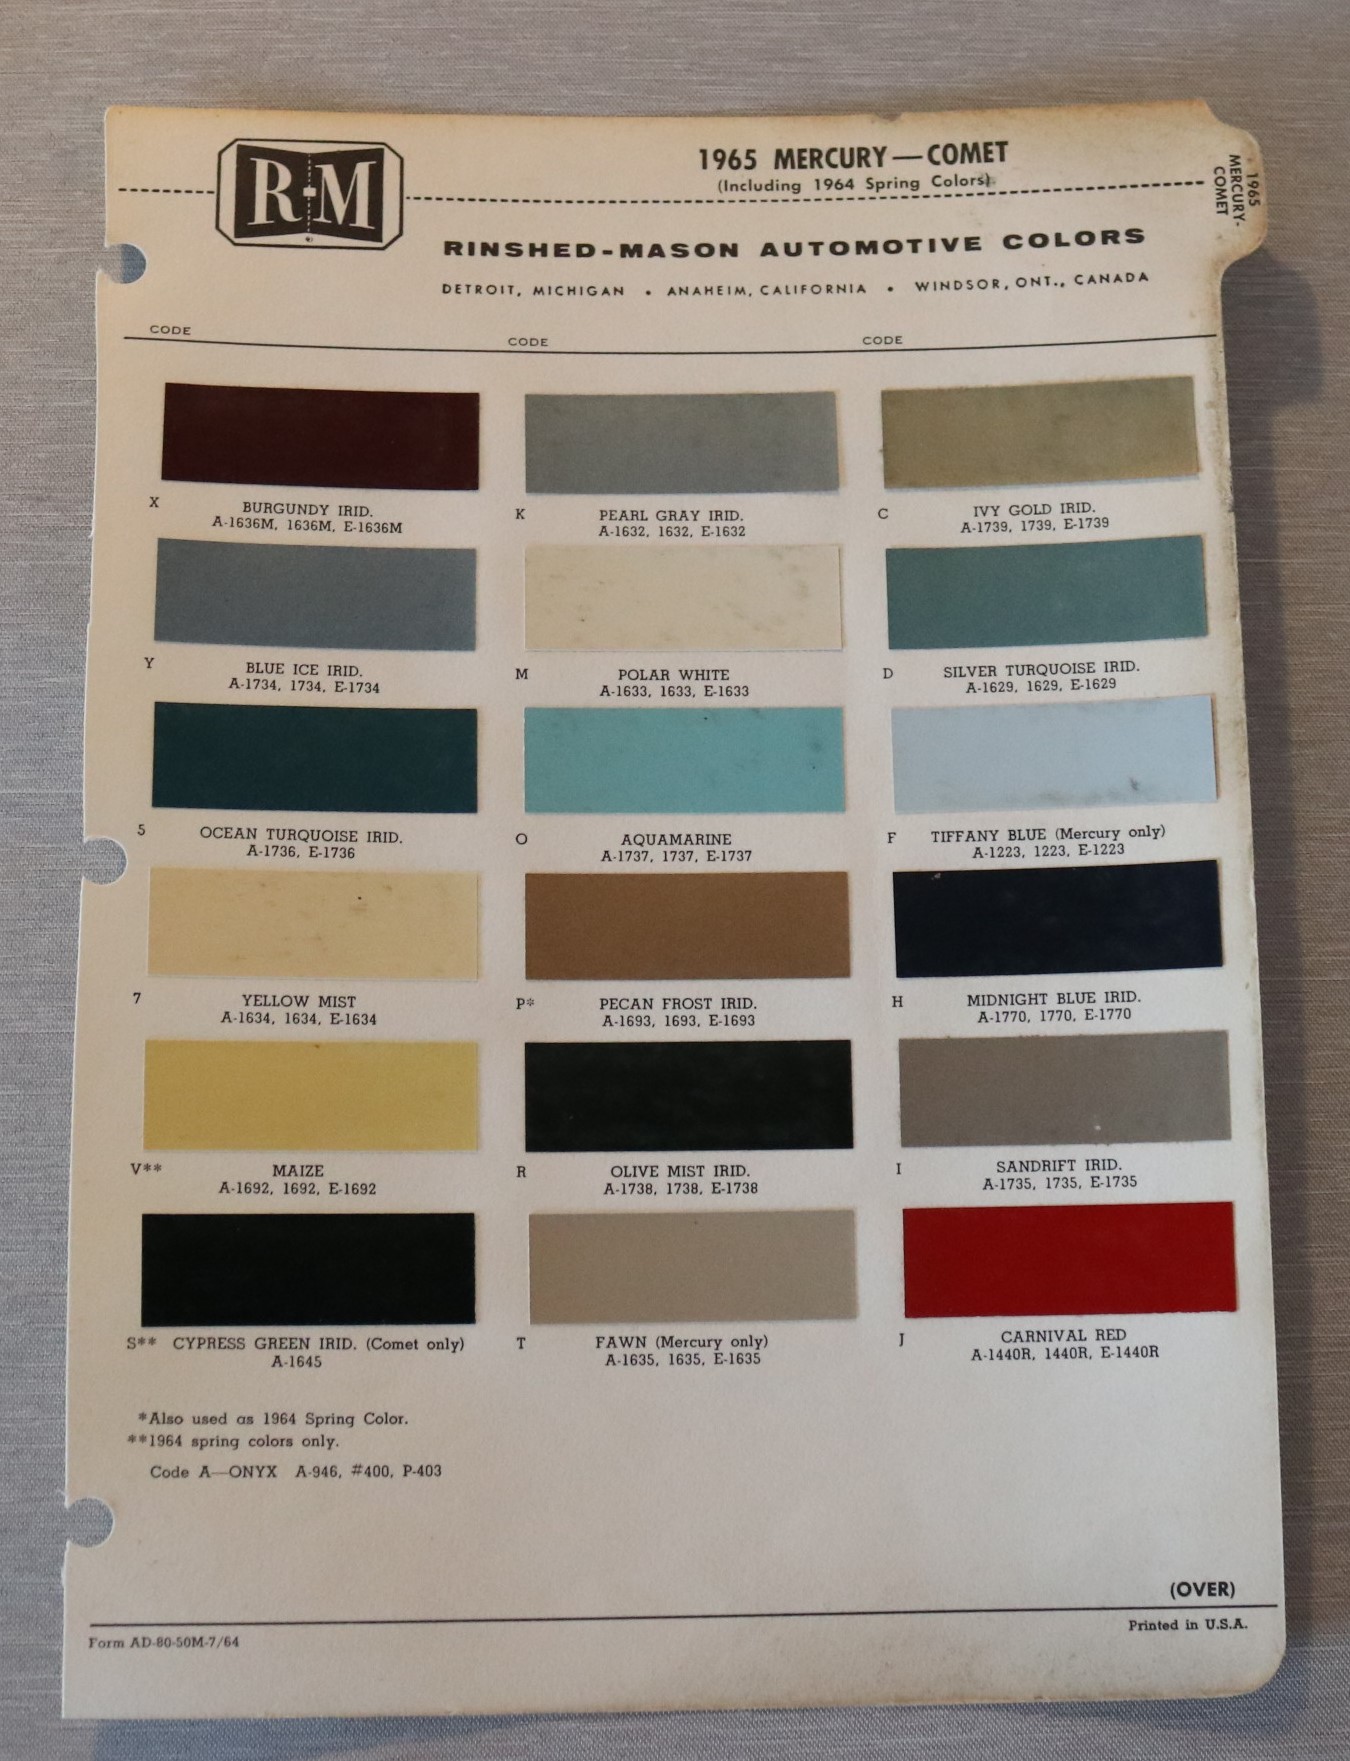 R-M
1965 MERCURY—COMET
(Including 1964 Spring Colors)
1965
MERCURY-
COMET
RINSHED-MASON AUTOMOTIVE COLORS
DETROIT, MICHIGAN • ANAHEIM, CALIFORNIA • WINDSOR, ONT., CANADA
CODE
CODE
CODE
X BURGUNDY IRID.
A-1636M, 1636M, E-1636M
K PEARL GRAY IRID.
A-1632, 1632, E-1632
C IVY GOLD IRID.
A-1739, 1739, E-1739
Y BLUE ICE IRID.
A-1734, 1734, E-1734
M POLAR WHITE
A-1633, 1633, E-1633
D SILVER TURQUOISE IRID.
A-1629, 1629, E-1629
5 OCEAN TURQUOISE IRID.
A-1736, E-1736
O AQUAMARINE
A-1737, 1737, E-1737
F TIFFANY BLUE (Mercury only)
A-1223, 1223, E-1223
7 YELLOW MIST
A-1634, 1634, E-1634
P* PECAN FROST IRID.
A-1693, 1693, E-1693
H MIDNIGHT BLUE IRID.
A-1770, 1770, E-1770
V** MAIZE
A-1692, 1692, E-1692
R OLIVE MIST IRID.
A-1738, 1738, E-1738
I SANDRIFT IRID.
A-1735, 1735, E-1735
S** CYPRESS GREEN IRID. (Comet only)
A-1645
T FAWN (Mercury only)
A-1635, 1635, E-1635
J CARNIVAL RED
A-1440R, 1440R, E-1440R
*Also used as 1964 Spring Color.
**1964 spring colors only.
Code A—ONYX A-946, #400, P-403
(OVER)
Form AD-80-50M-7/64
Printed in U.S.A.